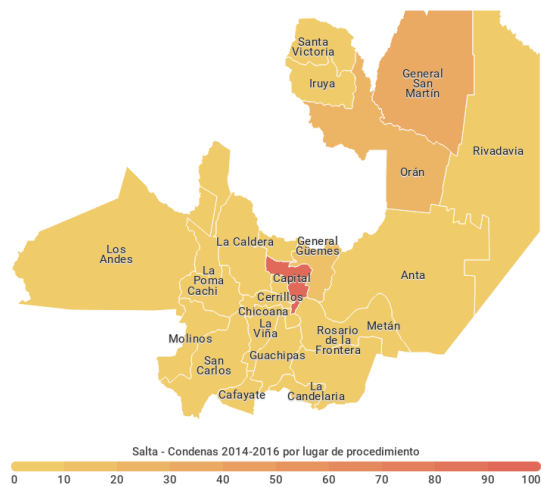 Santa
Victoria
Iruya
General
San
Martín
Rivadavia
Orán
La Caldera
General
Güemes
Los
Andes
La
Poma
Cachi
Capital
Anta
Cerrillos
Chicoana
La
Viña
Rosario
de la
Frontera
Metán
Molinos
Guachipas
San
Carlos
Cafayate
La
Candelaria
Salta - Condenas 2014-2016 por lugar de procedimiento
0 10 20 30 40 50 60 70 80 90 100